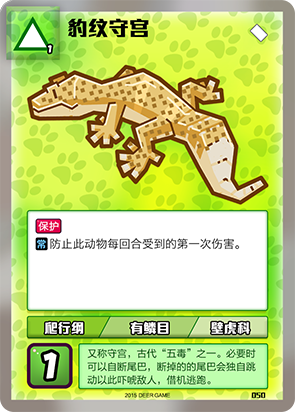 豹纹守宫
1
保护
常 防止此动物每回合受到的第一次伤害。
爬行纲 有鳞目 壁虎科
1
又称守宫，古代“五毒”之一。必要时
可以自断尾巴，断掉的的尾巴会独自跳
动以此吓唬敌人，借机逃跑。
2015 DEER GAME
050